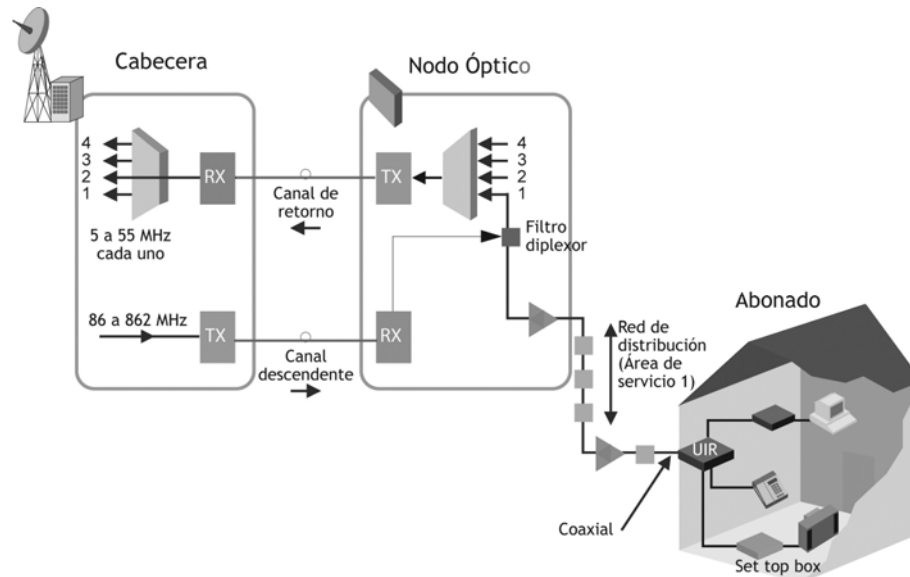 Cabecera
Nodo Óptico
4
3
2
1
RX
5 a 55 MHz
cada uno
Canal de
retorno
TX
4
3
2
1
Filtro
diplexor
86 a 862 MHz
TX
Canal
descendente
RX
Red de
distribución
(Área de
servicio 1)
Abonado
UIR
Coaxial
Set top box